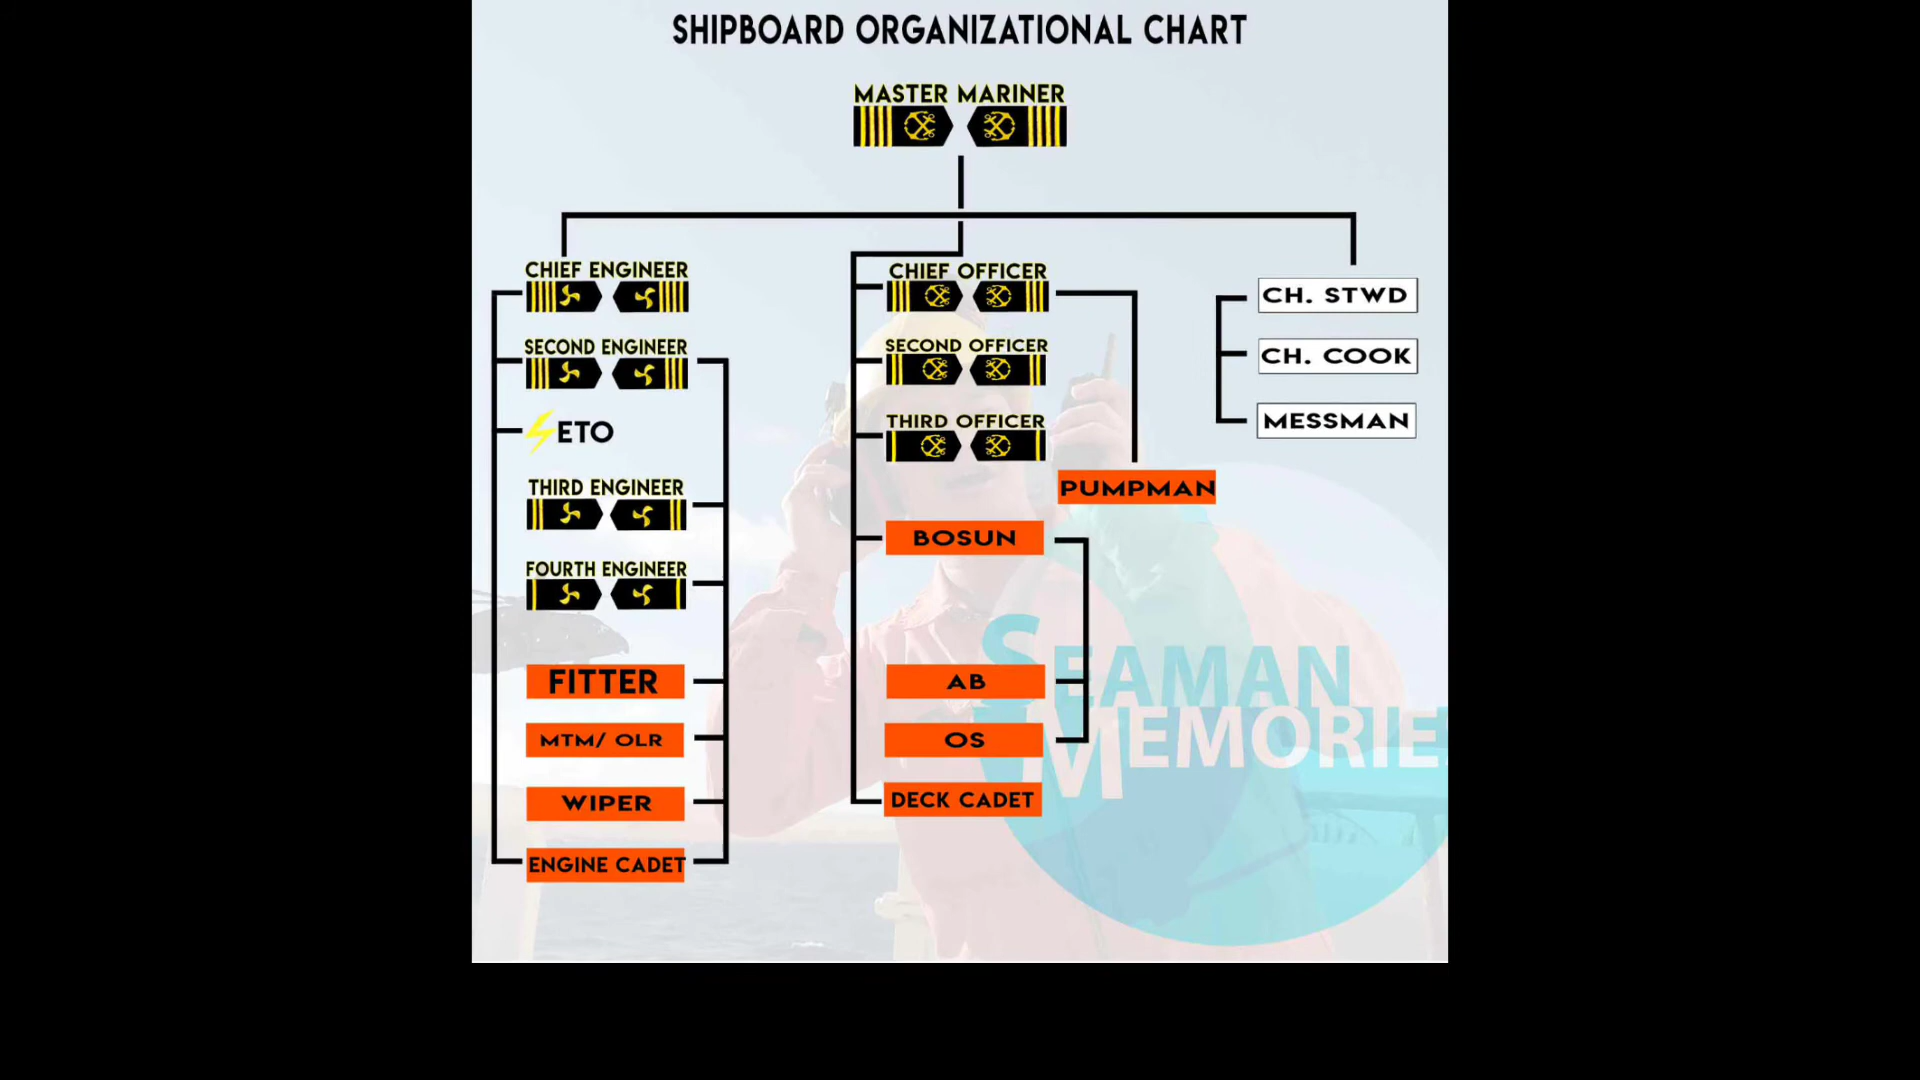 SHIPBOARD ORGANIZATIONAL CHART
MASTER MARINER
CHIEF ENGINEER
SECOND ENGINEER
ETO
THIRD ENGINEER
FOURTH ENGINEER
FITTER
MTM/ OLR
WIPER
ENGINE CADET
CHIEF OFFICER
SECOND OFFICER
THIRD OFFICER
PUMPMAN
BOSUN
AB
OS
DECK CADET
CH. STWD
CH. COOK
MESSMAN
SEAMAN
MEMORIE